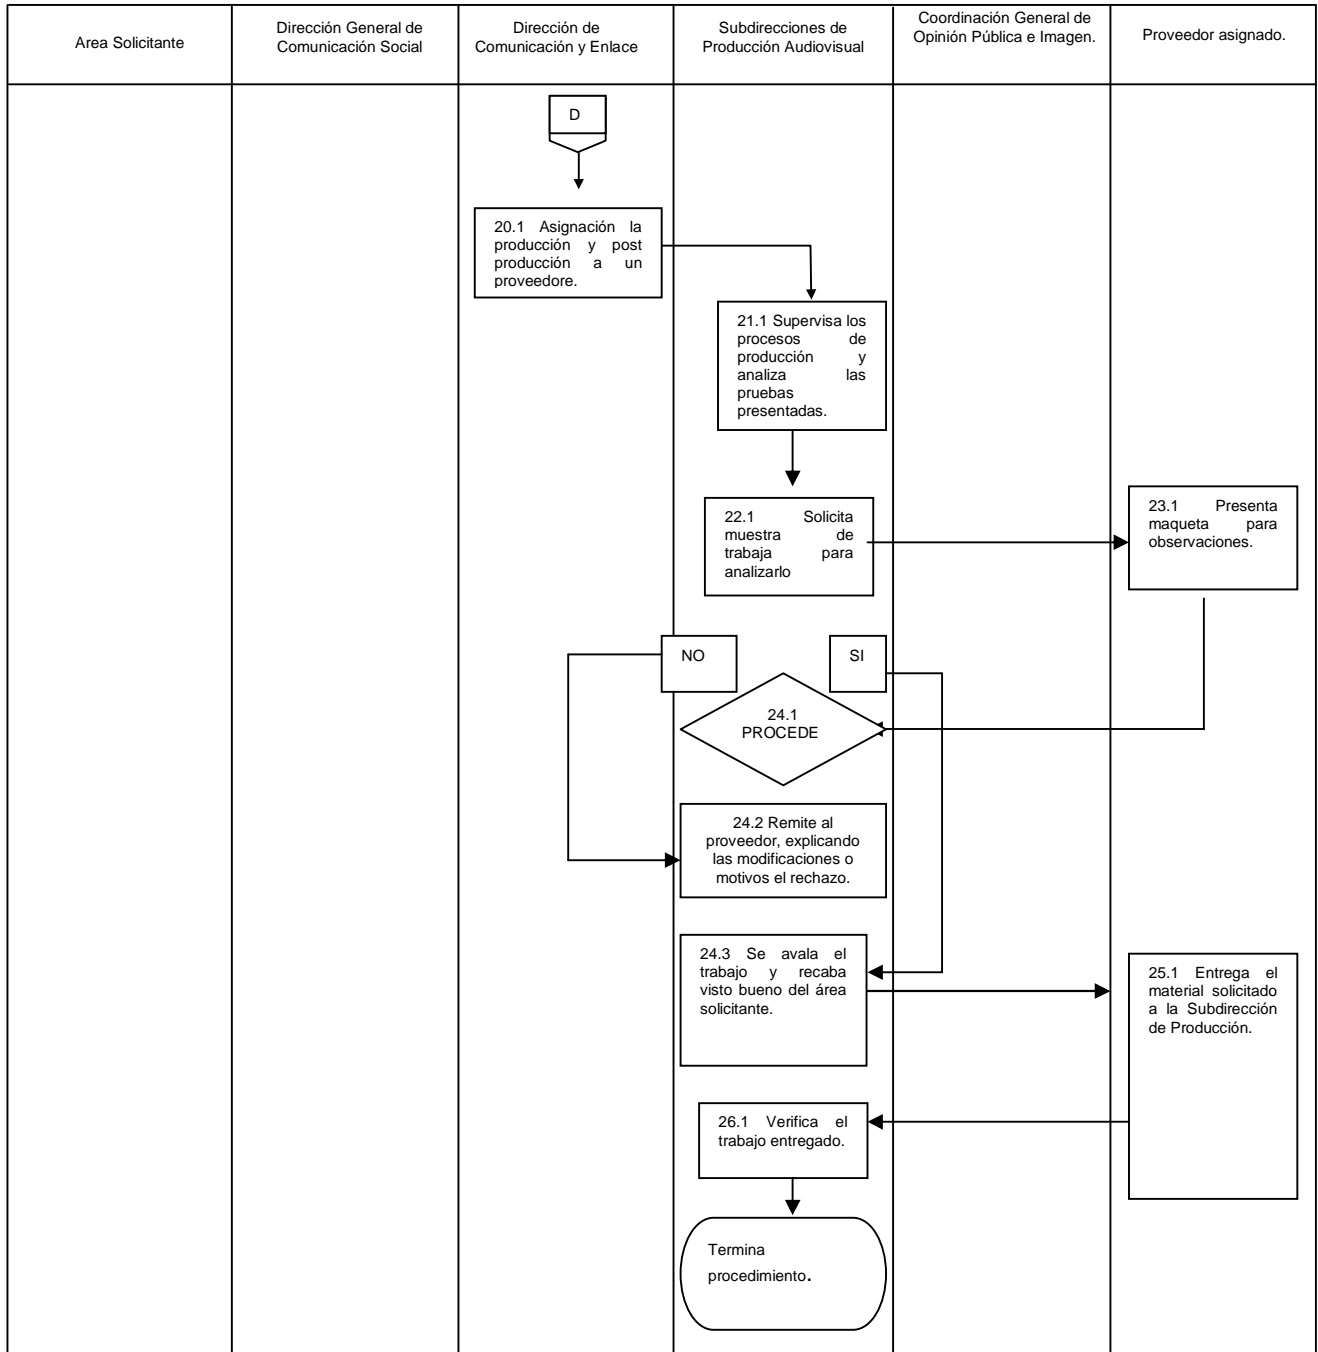 Area Solicitante
Dirección General de
Comunicación Social
Dirección de
Comunicación y Enlace
Subdirecciones de
Producción Audiovisual
Coordinación General de
Opinión Pública e Imagen.
Proveedor asignado.
D
20.1 Asignación la
producción y post
producción a un
proveedore.
21.1 Supervisa los
procesos de
producción y
analiza las
pruebas
presentadas.
22.1 Solicita
muestra de
trabaja para
analizarlo
23.1 Presenta
maqueta para
observaciones.
NO
SI
24.1
PROCEDE
24.2 Remite al
proveedor, explicando
las modificaciones o
motivos el rechazo.
24.3 Se avala el
trabajo y recaba
visto bueno del área
solicitante.
25.1 Entrega el
material solicitado
a la Subdirección
de Producción.
26.1 Verifica el
trabajo entregado.
Termina
procedimiento.